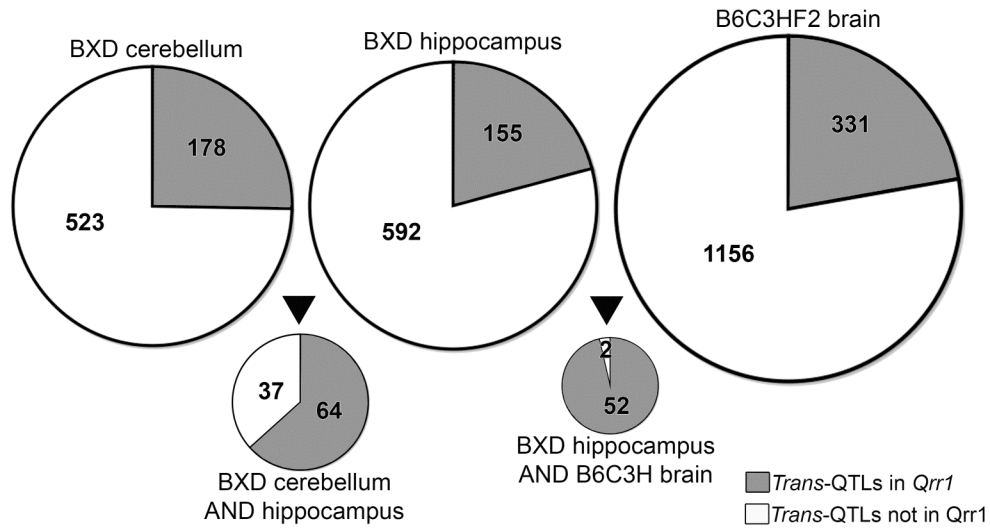 BXD cerebellum
BXD hippocampus
B6C3HF2 brain
178
523
155
592
331
1156
37
64
2
52
BXD cerebellum
AND hippocampus
BXD hippocampus
AND B6C3H brain
Trans-QTLs in Qrr1
Trans-QTLs not in Qrr1